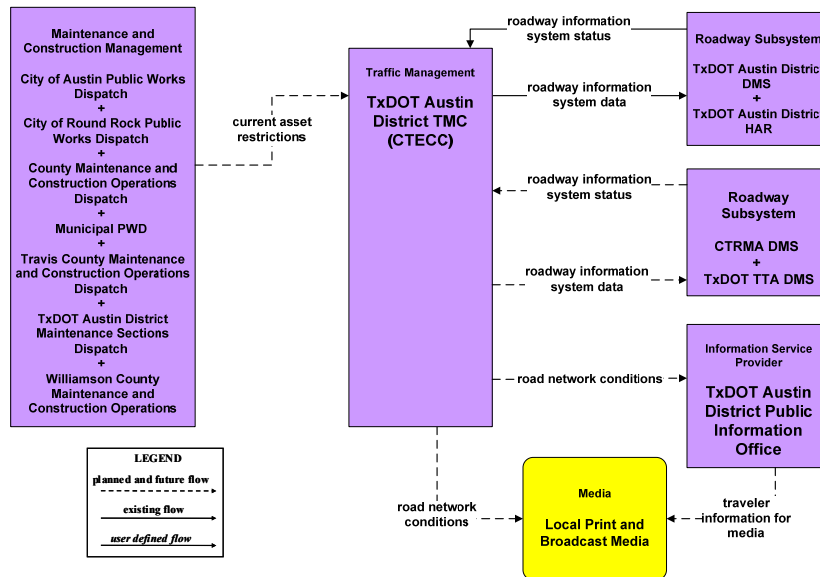 Maintenance and
Construction Management
City of Austin Public Works
Dispatch
+
City of Round Rock Public
Works Dispatch
+
County Maintenance and
Construction Operations
Dispatch
+
Municipal PWD
+
Travis County Maintenance
and Construction Operations
Dispatch
+
TxDOT Austin District
Maintenance Sections
Dispatch
+
Williamson County
Maintenance and
Construction Operations
current asset
restrictions
Traffic Management
TxDOT Austin
District TMC
(CTECC)
roadway information
system status
roadway information
system data
Roadway Subsystem
TxDOT Austin District
DMS
+
TxDOT Austin District
HAR
roadway information
system status
roadway information
system data
Roadway
Subsystem
CTRMA DMS
+
TxDOT TTA DMS
road network conditions
Information Service
Provider
TxDOT Austin
District Public
Information
Office
road network
conditions
Media
Local Print and
Broadcast Media
traveler
information for
media
LEGEND
planned and future flow
existing flow
user defined flow